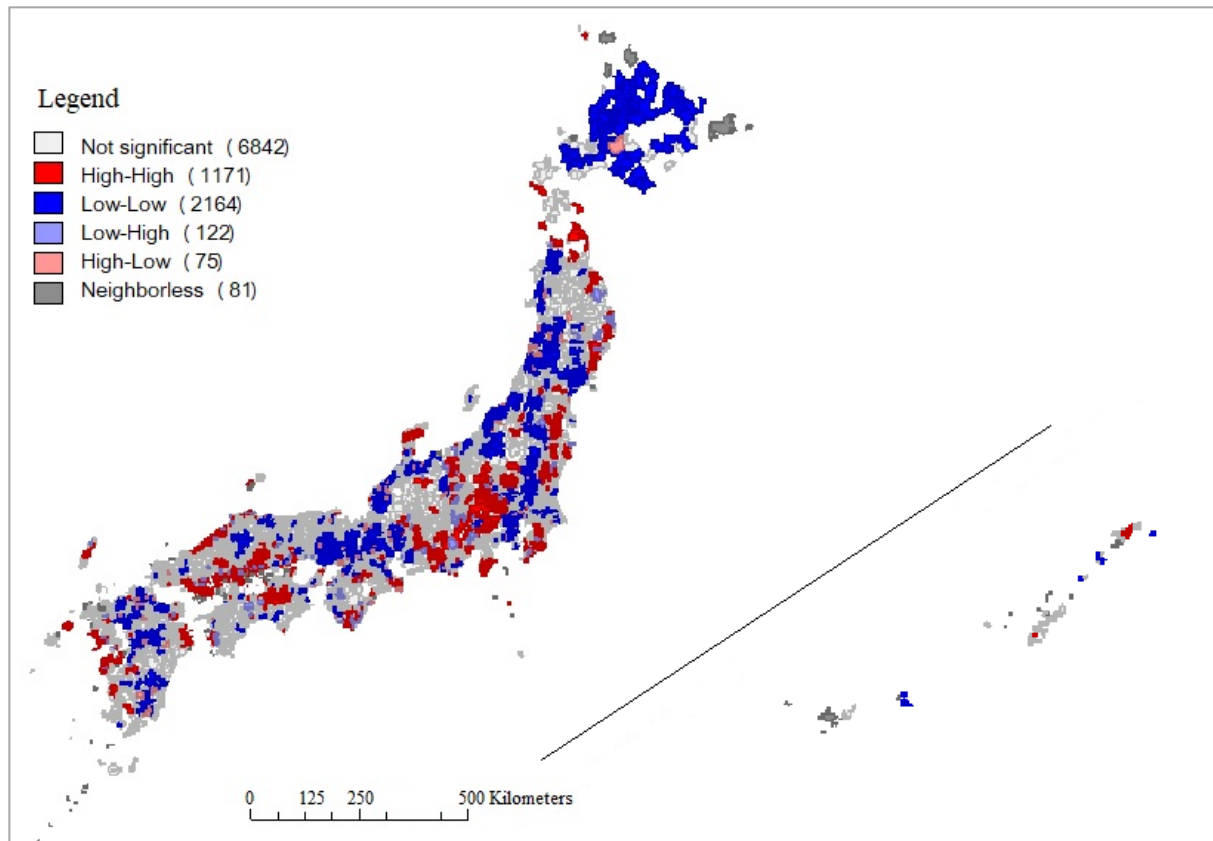 Legend
Not significant ( 6842)
High-High ( 1171)
Low-Low ( 2164)
Low-High ( 122)
High-Low ( 75)
Neighborless ( 81)
0 125 250 500 Kilometers